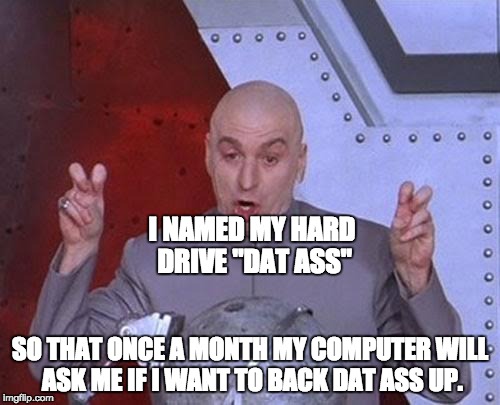 I NAMED MY HARD
DRIVE "DAT ASS"
SO THAT ONCE A MONTH MY COMPUTER WILL
ASK ME IF I WANT TO BACK DAT ASS UP.
imgflip.com